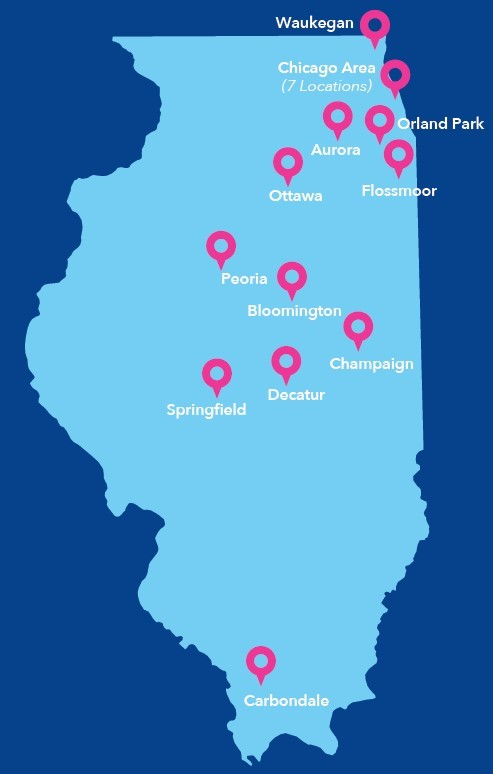 Waukegan
Chicago Area
(7 Locations)
Orland Park
Aurora
Flossmoor
Ottawa
Peoria
Bloomington
Champaign
Decatur
Springfield
Carbondale